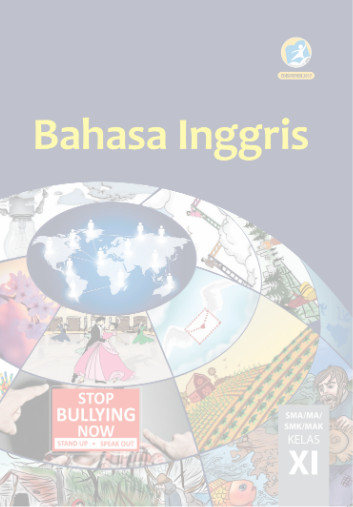 Bahasa Inggris
STOP
BULLYING
NOW
STAND UP • SPEAK OUT
SMA/MA/
SMK/MAK
KELAS
XI